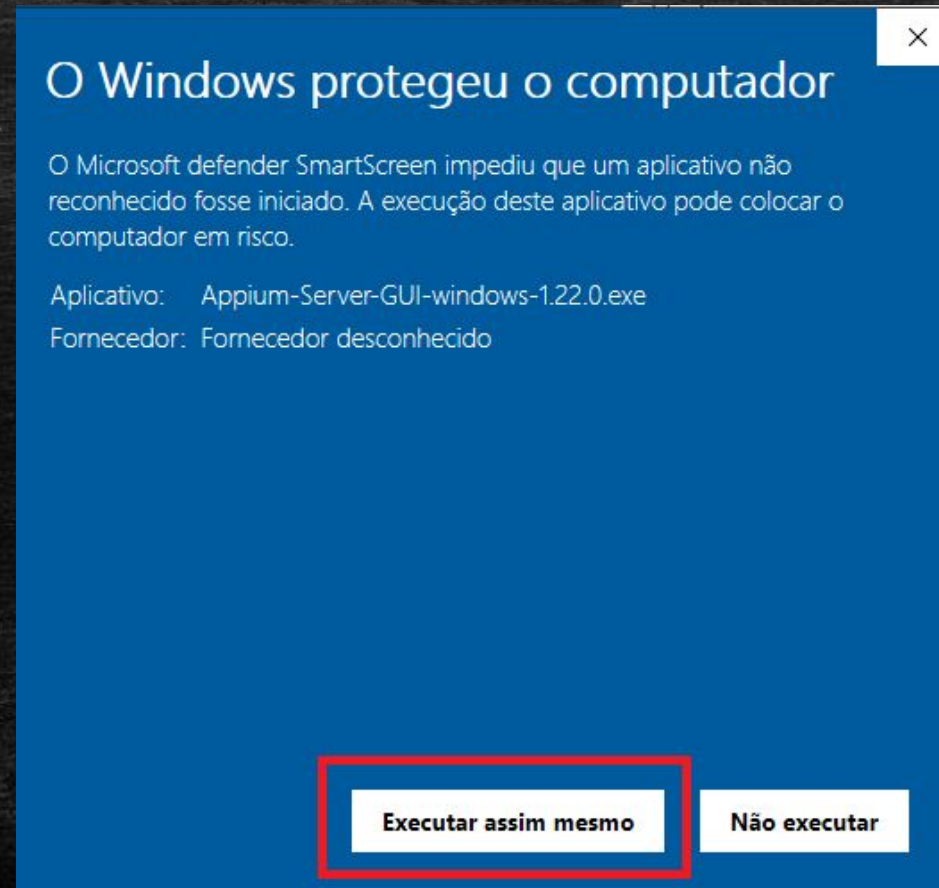 O Windows protegeu o computador
O Microsoft defender SmartScreen impediu que um aplicativo não
reconhecido fosse iniciado. A execução deste aplicativo pode colocar o
computador em risco.
Aplicativo: Appium-Server-GUI-windows-1.22.0.exe
Fornecedor: Fornecedor desconhecido
Executar assim mesmo
Não executar